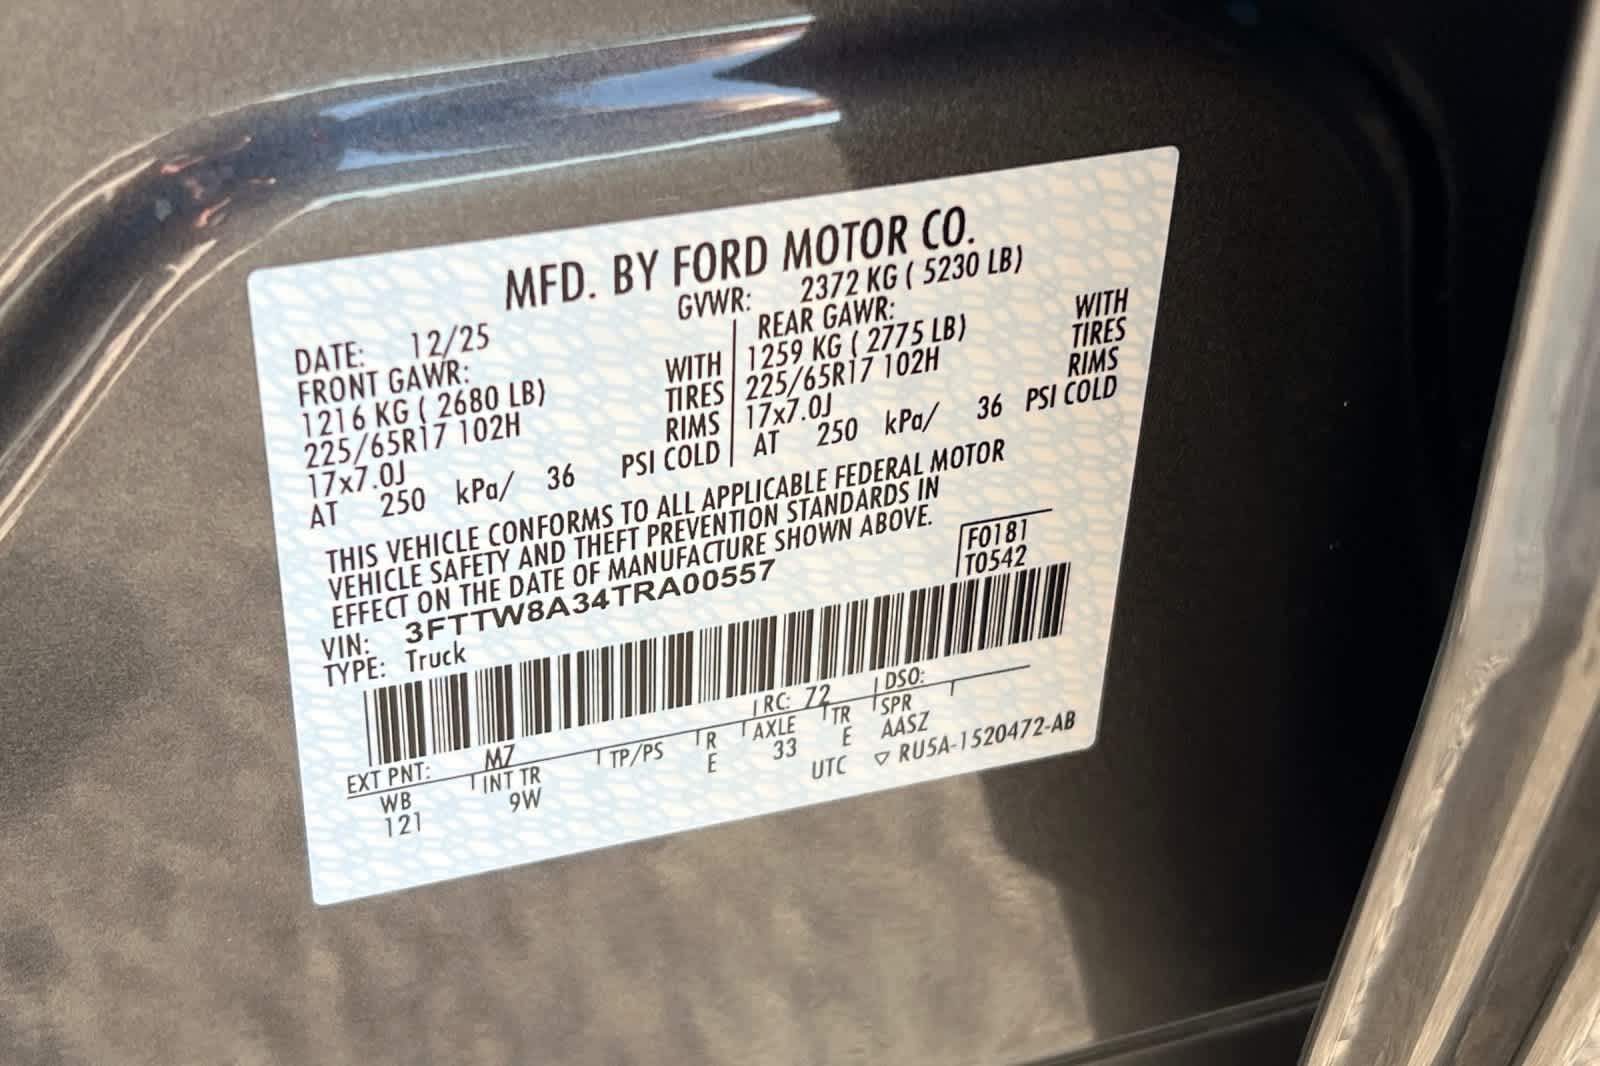 MFD. BY FORD MOTOR CO.
DATE: 12/25 GVWR: 2372 KG ( 5230 LB)
FRONT GAWR: REAR GAWR:
1216 KG ( 2680 LB) WITH 1259 KG ( 2775 LB) WITH
225/65R17 102H TIRES 225/65R17 102H TIRES
17x7.0J RIMS 17x7.0J RIMS
AT 250 kPa/ 36 PSI COLD AT 250 kPa/ 36 PSI COLD
THIS VEHICLE CONFORMS TO ALL APPLICABLE FEDERAL MOTOR
VEHICLE SAFETY AND THEFT PREVENTION STANDARDS IN
EFFECT ON THE DATE OF MANUFACTURE SHOWN ABOVE.
F0181
T0542
VIN: 3FTTW8A34TRA00557
TYPE: Truck
EXT PNT: MZ RC: 72 DSO:
WB INT TR TP/PS R AXLE TR SPR
121 9W E 33 E AASZ
UTC ▽ RU5A-1520472-AB